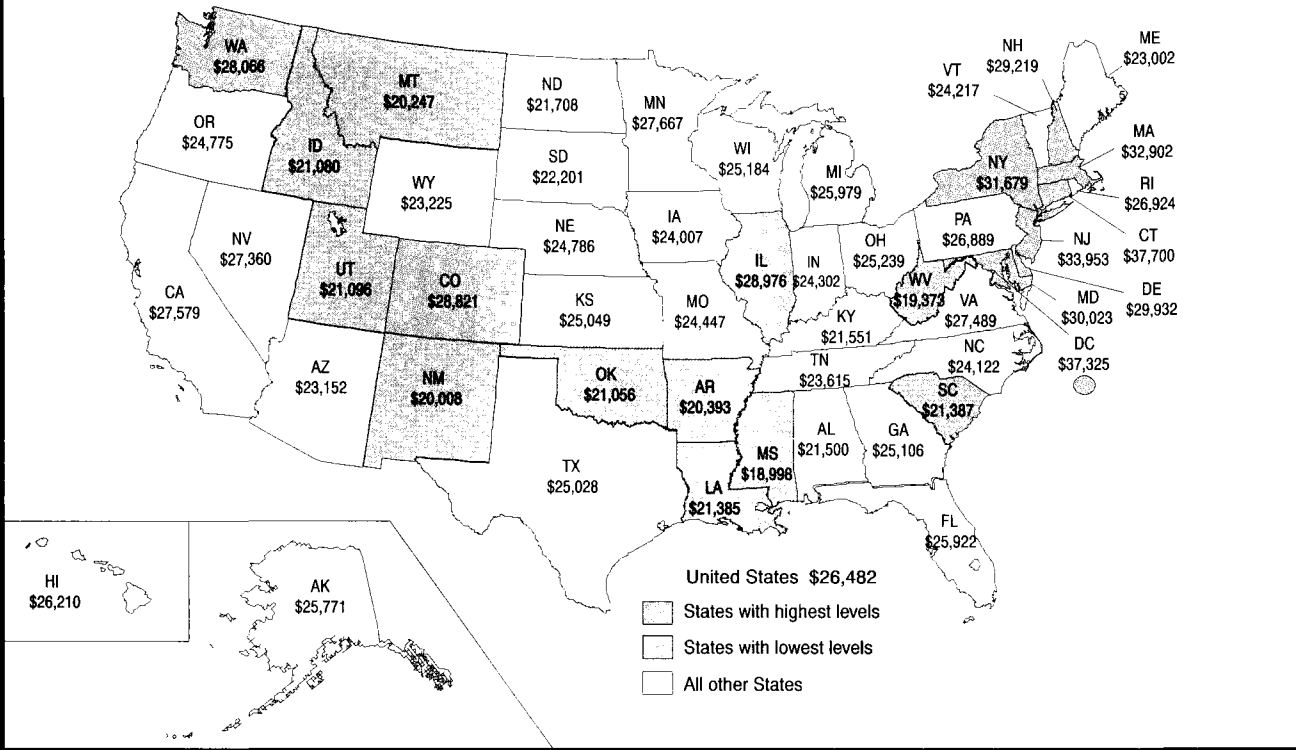 WA
$28,066
MT
$20,247
ND
$21,708
MN
$27,667
NH
$29,219
ME
$23,002
VT
$24,217
OR
$24,775
ID
$21,080
WY
$23,225
SD
$22,201
WI
$25,184
MI
$25,979
NY
$31,679
MA
$32,902
RI
$26,924
NV
$27,360
UT
$21,096
CO
$28,821
NE
$24,786
IA
$24,007
IL
$28,976
IN
$24,302
OH
$25,239
PA
$26,889
NJ
$33,953
CT
$37,700
CA
$27,579
KS
$25,049
MO
$24,447
KY
$21,551
WV
$19,373
VA
$27,489
MD
$30,023
DE
$29,932
DC
$37,325
AZ
$23,152
NM
$20,008
OK
$21,056
AR
$20,393
TN
$23,615
NC
$24,122
SC
$21,387
TX
$25,028
LA
$21,385
MS
$18,998
AL
$21,500
GA
$25,106
FL
$25,922
HI
$26,210
AK
$25,771
United States $26,482
States with highest levels
States with lowest levels
All other States